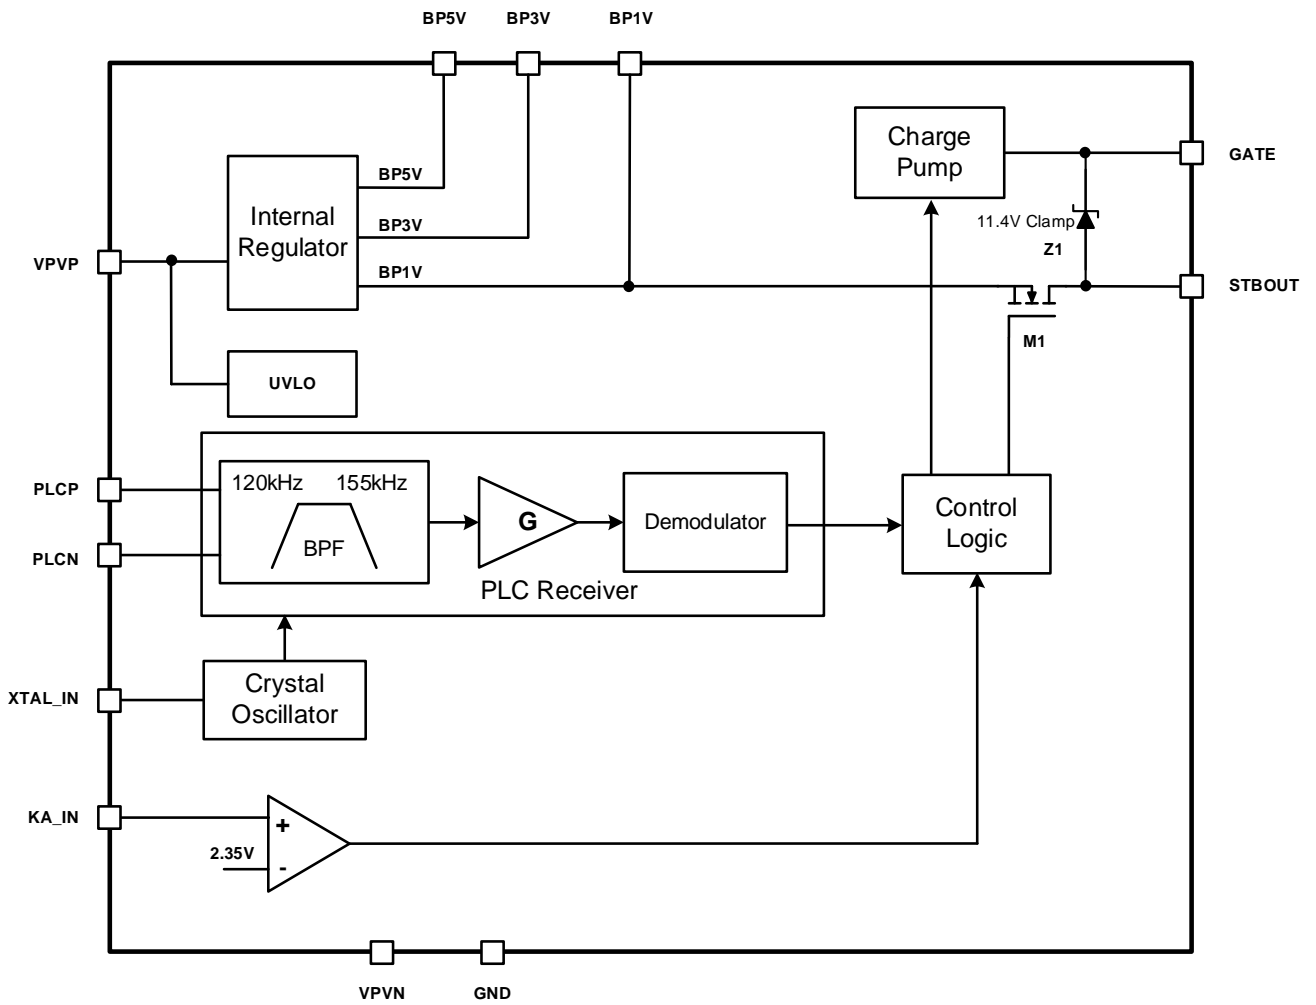 BP5V BP3V BP1V
Charge
Pump
GATE
BP5V
Internal
Regulator
BP3V
11.4V Clamp
Z1
VPVP
BP1V
STBOUT
M1
UVLO
PLCP
120kHz 155kHz
BPF
G
Demodulator
Control
Logic
PLCN
PLC Receiver
XTAL_IN
Crystal
Oscillator
KA_IN
+
2.35V
-
VPVN GND